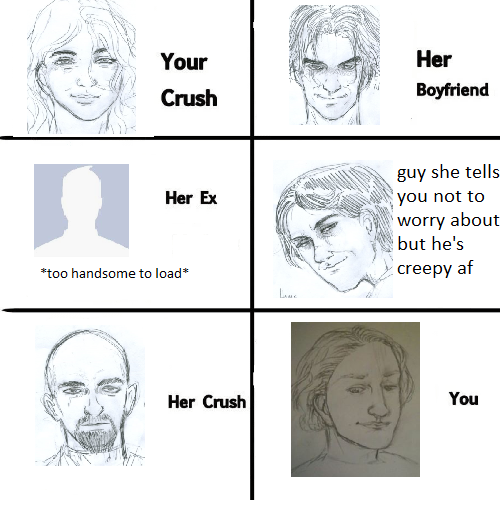 Your
Crush
Her
Boyfriend
Her Ex
*too handsome to load*
guy she tells
you not to
worry about
but he's
creepy af
Her Crush
You